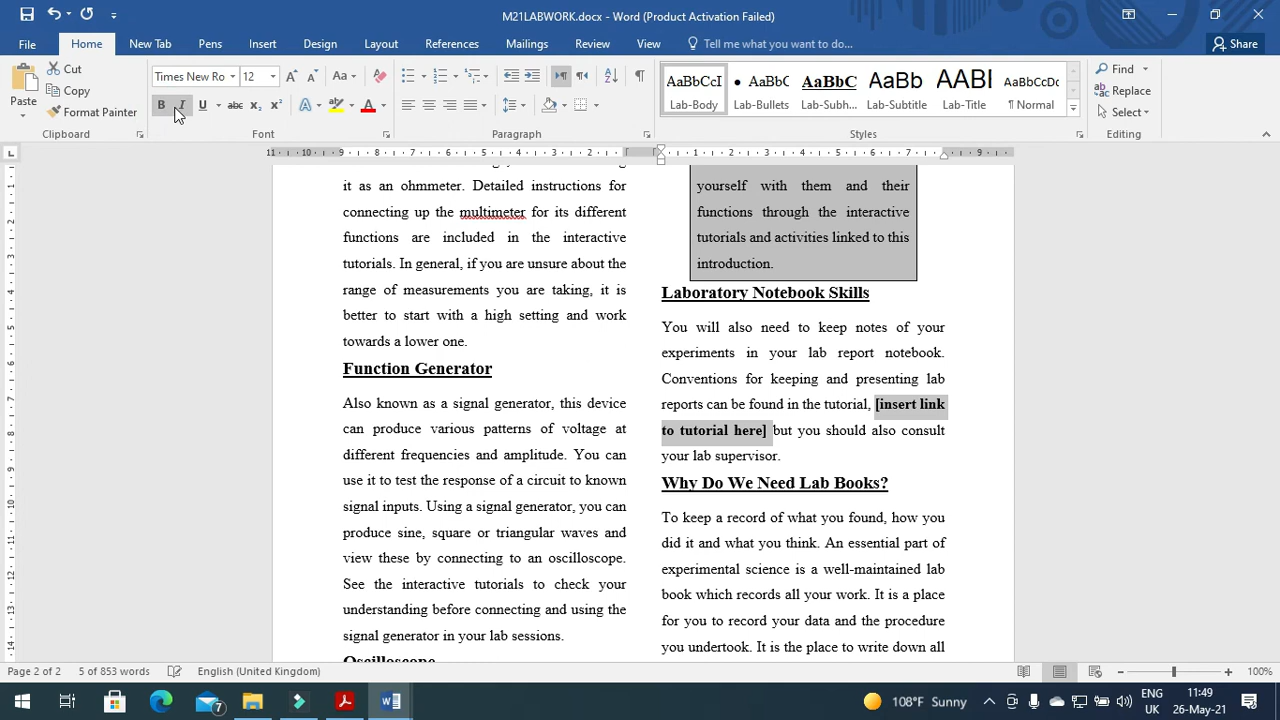 M21LABWORK.docx - Word (Product Activation Failed)
File Home New Tab Pens Insert Design Layout References Mailings Review View Tell me what you want to do... Share
Paste
Cut
Copy
Format Painter
Clipboard
Times New Ro 12
Aa
B I U abc x₂ x²
Font
Paragraph
AaBbCcI AaBbC AaBbC AaBb AABI AaBbCcDc
Lab-Body Lab-Bullets Lab-Subh... Lab-Subtitle Lab-Title ¶ Normal
Styles
Find
Replace
Select
Editing
it as an ohmmeter. Detailed instructions for
connecting up the multimeter for its different
functions are included in the interactive
tutorials. In general, if you are unsure about the
range of measurements you are taking, it is
better to start with a high setting and work
towards a lower one.
Function Generator
Also known as a signal generator, this device
can produce various patterns of voltage at
different frequencies and amplitude. You can
use it to test the response of a circuit to known
signal inputs. Using a signal generator, you can
produce sine, square or triangular waves and
view these by connecting to an oscilloscope.
See the interactive tutorials to check your
understanding before connecting and using the
signal generator in your lab sessions.
Oscilloscope
yourself with them and their
functions through the interactive
tutorials and activities linked to this
introduction.
Laboratory Notebook Skills
You will also need to keep notes of your
experiments in your lab report notebook.
Conventions for keeping and presenting lab
reports can be found in the tutorial, [insert link
to tutorial here] but you should also consult
your lab supervisor.
Why Do We Need Lab Books?
To keep a record of what you found, how you
did it and what you think. An essential part of
experimental science is a well-maintained lab
book which records all your work. It is a place
for you to record your data and the procedure
you undertook. It is the place to write down all
Page 2 of 2 5 of 853 words English (United Kingdom) 100%
7
108°F Sunny
ENG
UK
11:49
26-May-21